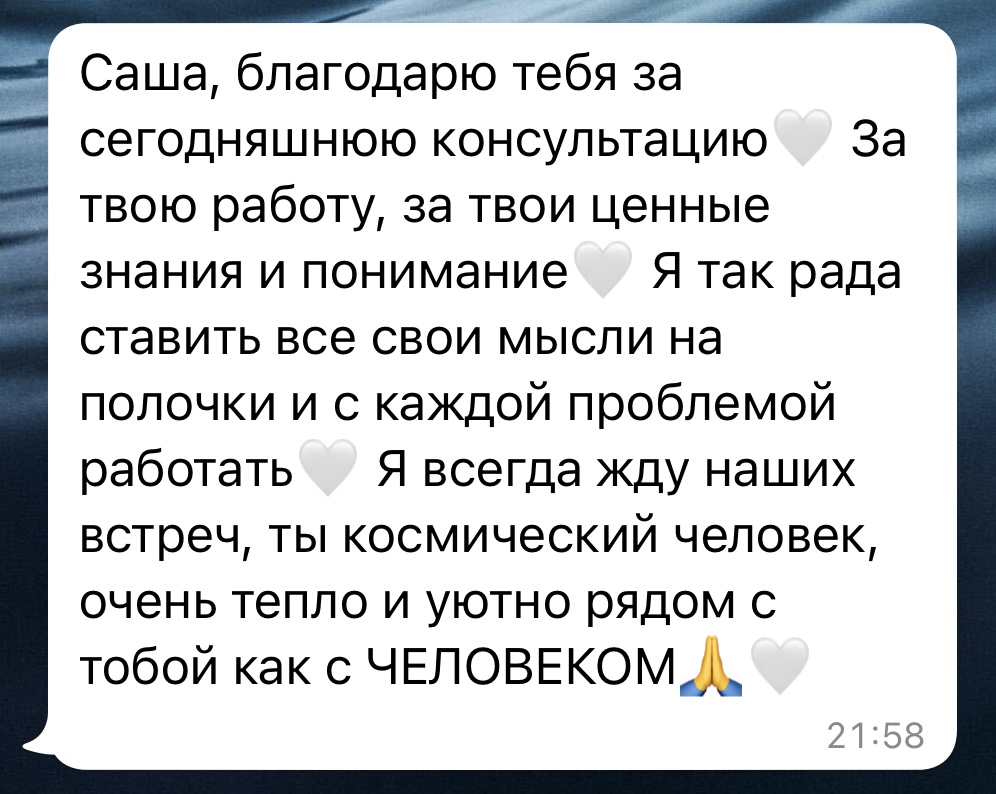 Саша, благодарю тебя за
сегодняшнюю консультацию🤍 За
твою работу, за твои ценные
знания и понимание🤍 Я так рада
ставить все свои мысли на
полочки и с каждой проблемой
работать🤍 Я всегда жду наших
встреч, ты космический человек,
очень тепло и уютно рядом с
тобой как с ЧЕЛОВЕКОМ🙏🤍
21:58